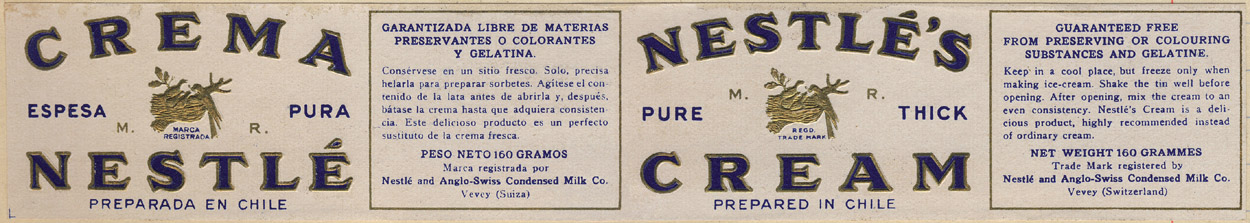 CREMA
ESPESA PURA
M. R.
MARCA
REGISTRADA
NESTLÉ
PREPARADA EN CHILE
GARANTIZADA LIBRE DE MATERIAS
PRESERVANTES O COLORANTES
Y GELATINA.
Consérvese en un sitio fresco. Solo, precisa
helarla para preparar sorbetes. Agítese el con-
tenido de la lata antes de abrirla y, después,
bátase la crema hasta que adquiera consisten-
cia. Este delicioso producto es un perfecto
sustituto de la crema fresca.
PESO NETO 160 GRAMOS
Marca registrada por
Nestlé and Anglo-Swiss Condensed Milk Co.
Vevey (Suiza)
NESTLÉ'S
M. R.
PURE THICK
REGD.
TRADE MARK
CREAM
PREPARED IN CHILE
GUARANTEED FREE
FROM PRESERVING OR COLOURING
SUBSTANCES AND GELATINE.
Keep in a cool place, but freeze only when
making ice-cream. Shake the tin well before
opening. After opening, mix the cream to an
even consistency. Nestlé's Cream is a deli-
cious product, highly recommended instead
of ordinary cream.
NET WEIGHT 160 GRAMMES
Trade Mark registered by
Nestlé and Anglo-Swiss Condensed Milk Co.
Vevey (Switzerland)